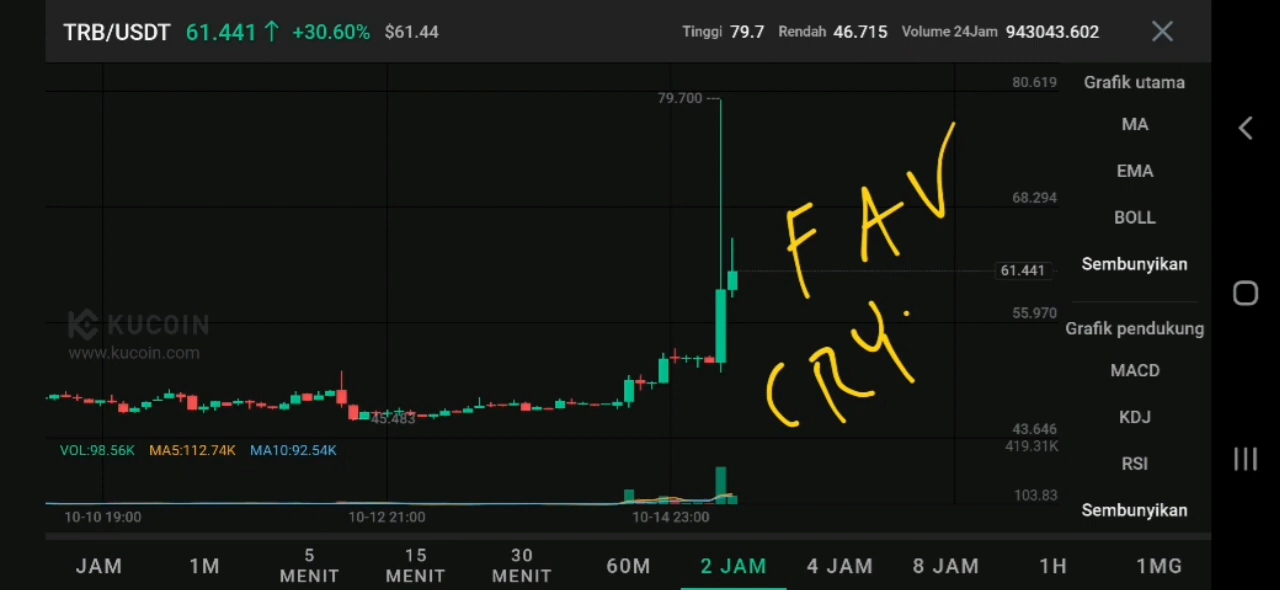 TRB/USDT 61.441↑ +30.60% $61.44 Tinggi 79.7 Rendah 46.715 Volume 24Jam 943043.602
80.619
Grafik utama
79.700
MA
EMA
68.294
BOLL
61.441
Sembunyikan
FAV
CRY.
55.970
KUCOIN
www.kucoin.com
Grafik pendukung
MACD
45.483
KDJ
43.646
419.31K
VOL:98.56K MA5:112.74K MA10:92.54K
RSI
103.83
Sembunyikan
10-10 19:00 10-12 21:00 10-14 23:00
JAM 1M 5 MENIT 15 MENIT 30 MENIT 60M 2 JAM 4 JAM 8 JAM 1H 1MG